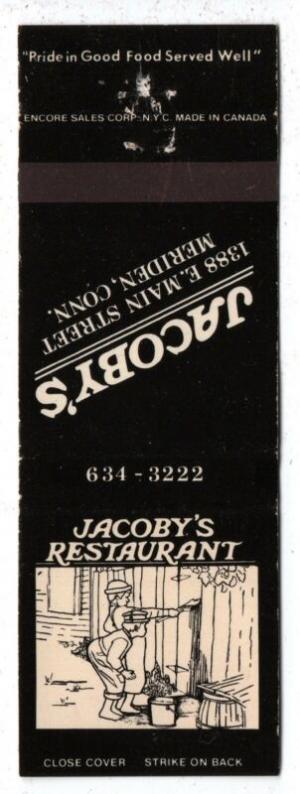 "Pride in Good Food Served Well"
ENCORE SALES CORP. N.Y.C. MADE IN CANADA
JACOBY'S
1388 E. MAIN STREET
MERIDEN, CONN.
634-3222
JACOBY'S
RESTAURANT
CLOSE COVER STRIKE ON BACK